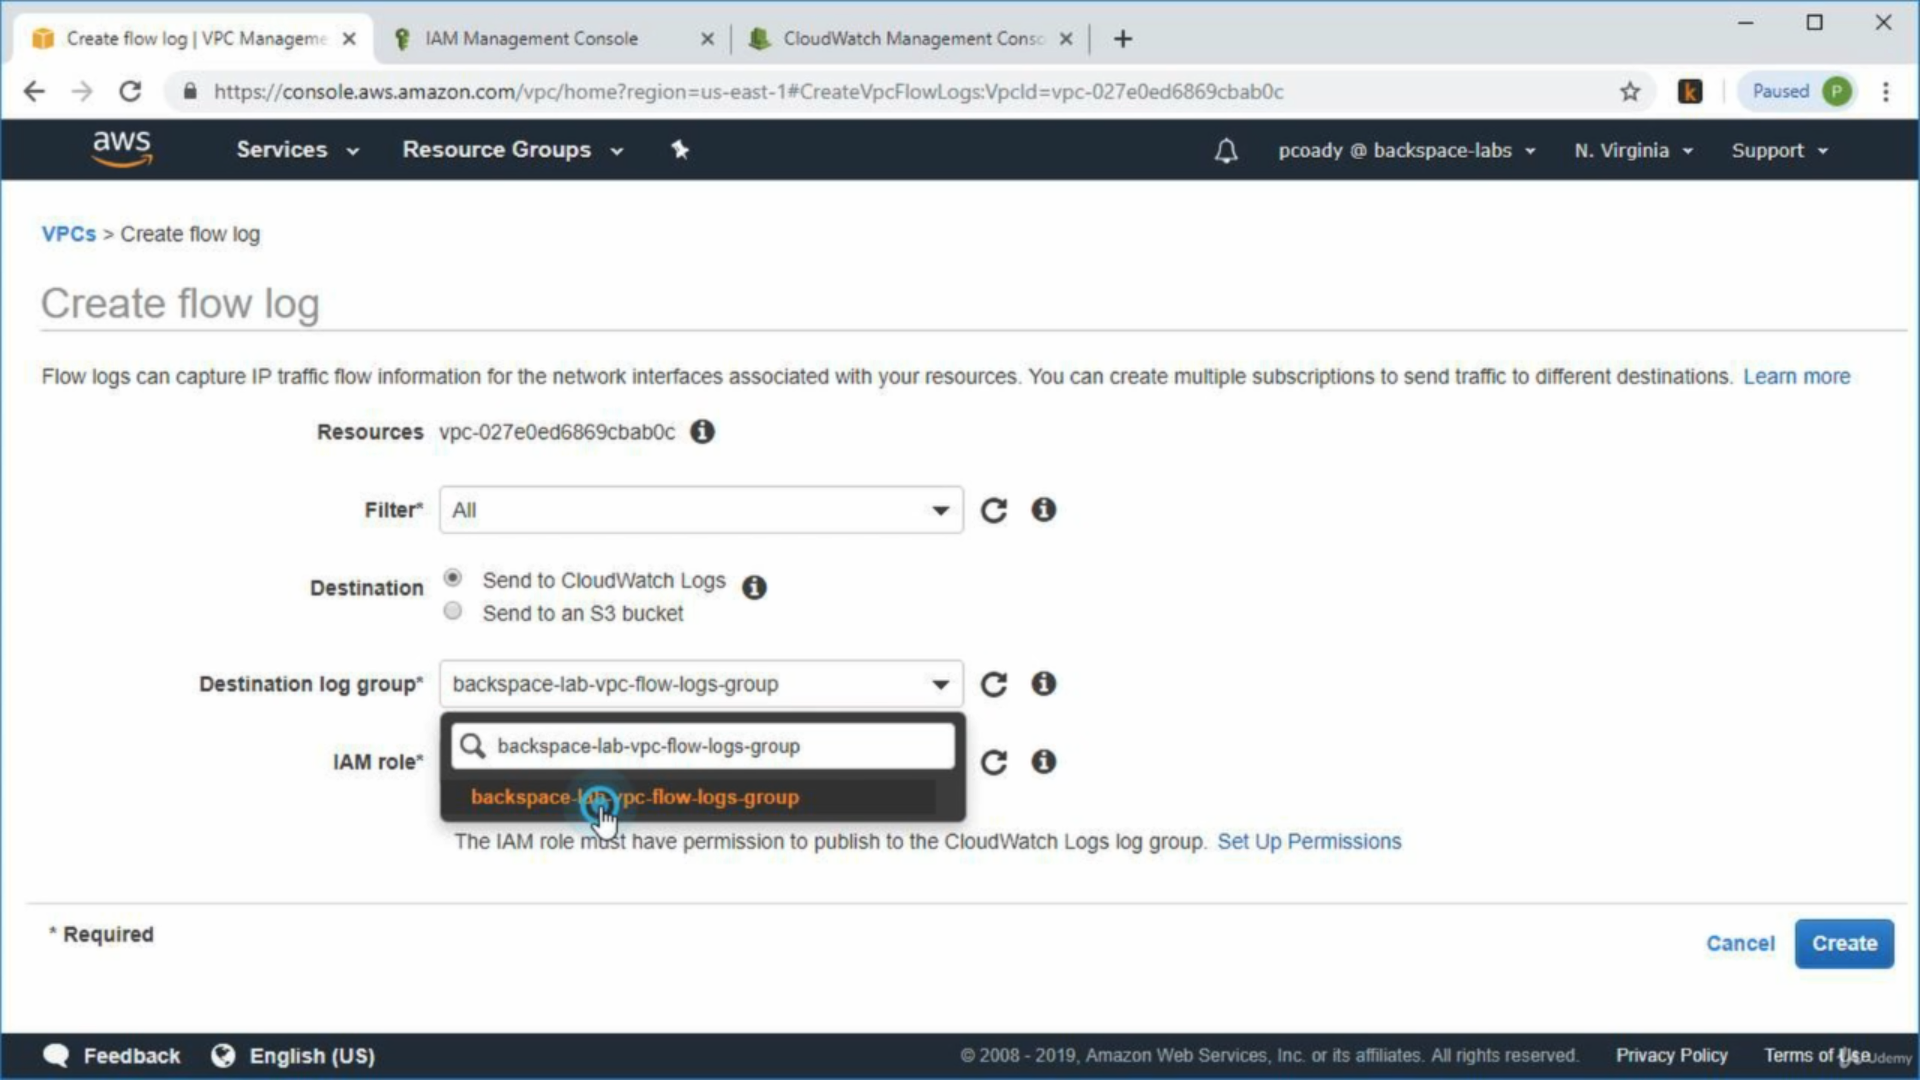 Create flow log | VPC Manageme
IAM Management Console
CloudWatch Management Conso
https://console.aws.amazon.com/vpc/home?region=us-east-1#CreateVpcFlowLogs:VpcId=vpc-027e0ed6869cbab0c
k
Paused
P
aws
Services
Resource Groups
pcoady @ backspace-labs
N. Virginia
Support
VPCs > Create flow log
Create flow log
Flow logs can capture IP traffic flow information for the network interfaces associated with your resources. You can create multiple subscriptions to send traffic to different destinations. Learn more
Resources vpc-027e0ed6869cbab0c
Filter* All
Destination
Send to CloudWatch Logs
Send to an S3 bucket
Destination log group* backspace-lab-vpc-flow-logs-group
IAM role*
backspace-lab-vpc-flow-logs-group
backspace-lab-vpc-flow-logs-group
The IAM role must have permission to publish to the CloudWatch Logs log group. Set Up Permissions
* Required
Cancel
Create
Feedback
English (US)
© 2008 - 2019, Amazon Web Services, Inc. or its affiliates. All rights reserved.
Privacy Policy
Terms of Use
Udemy